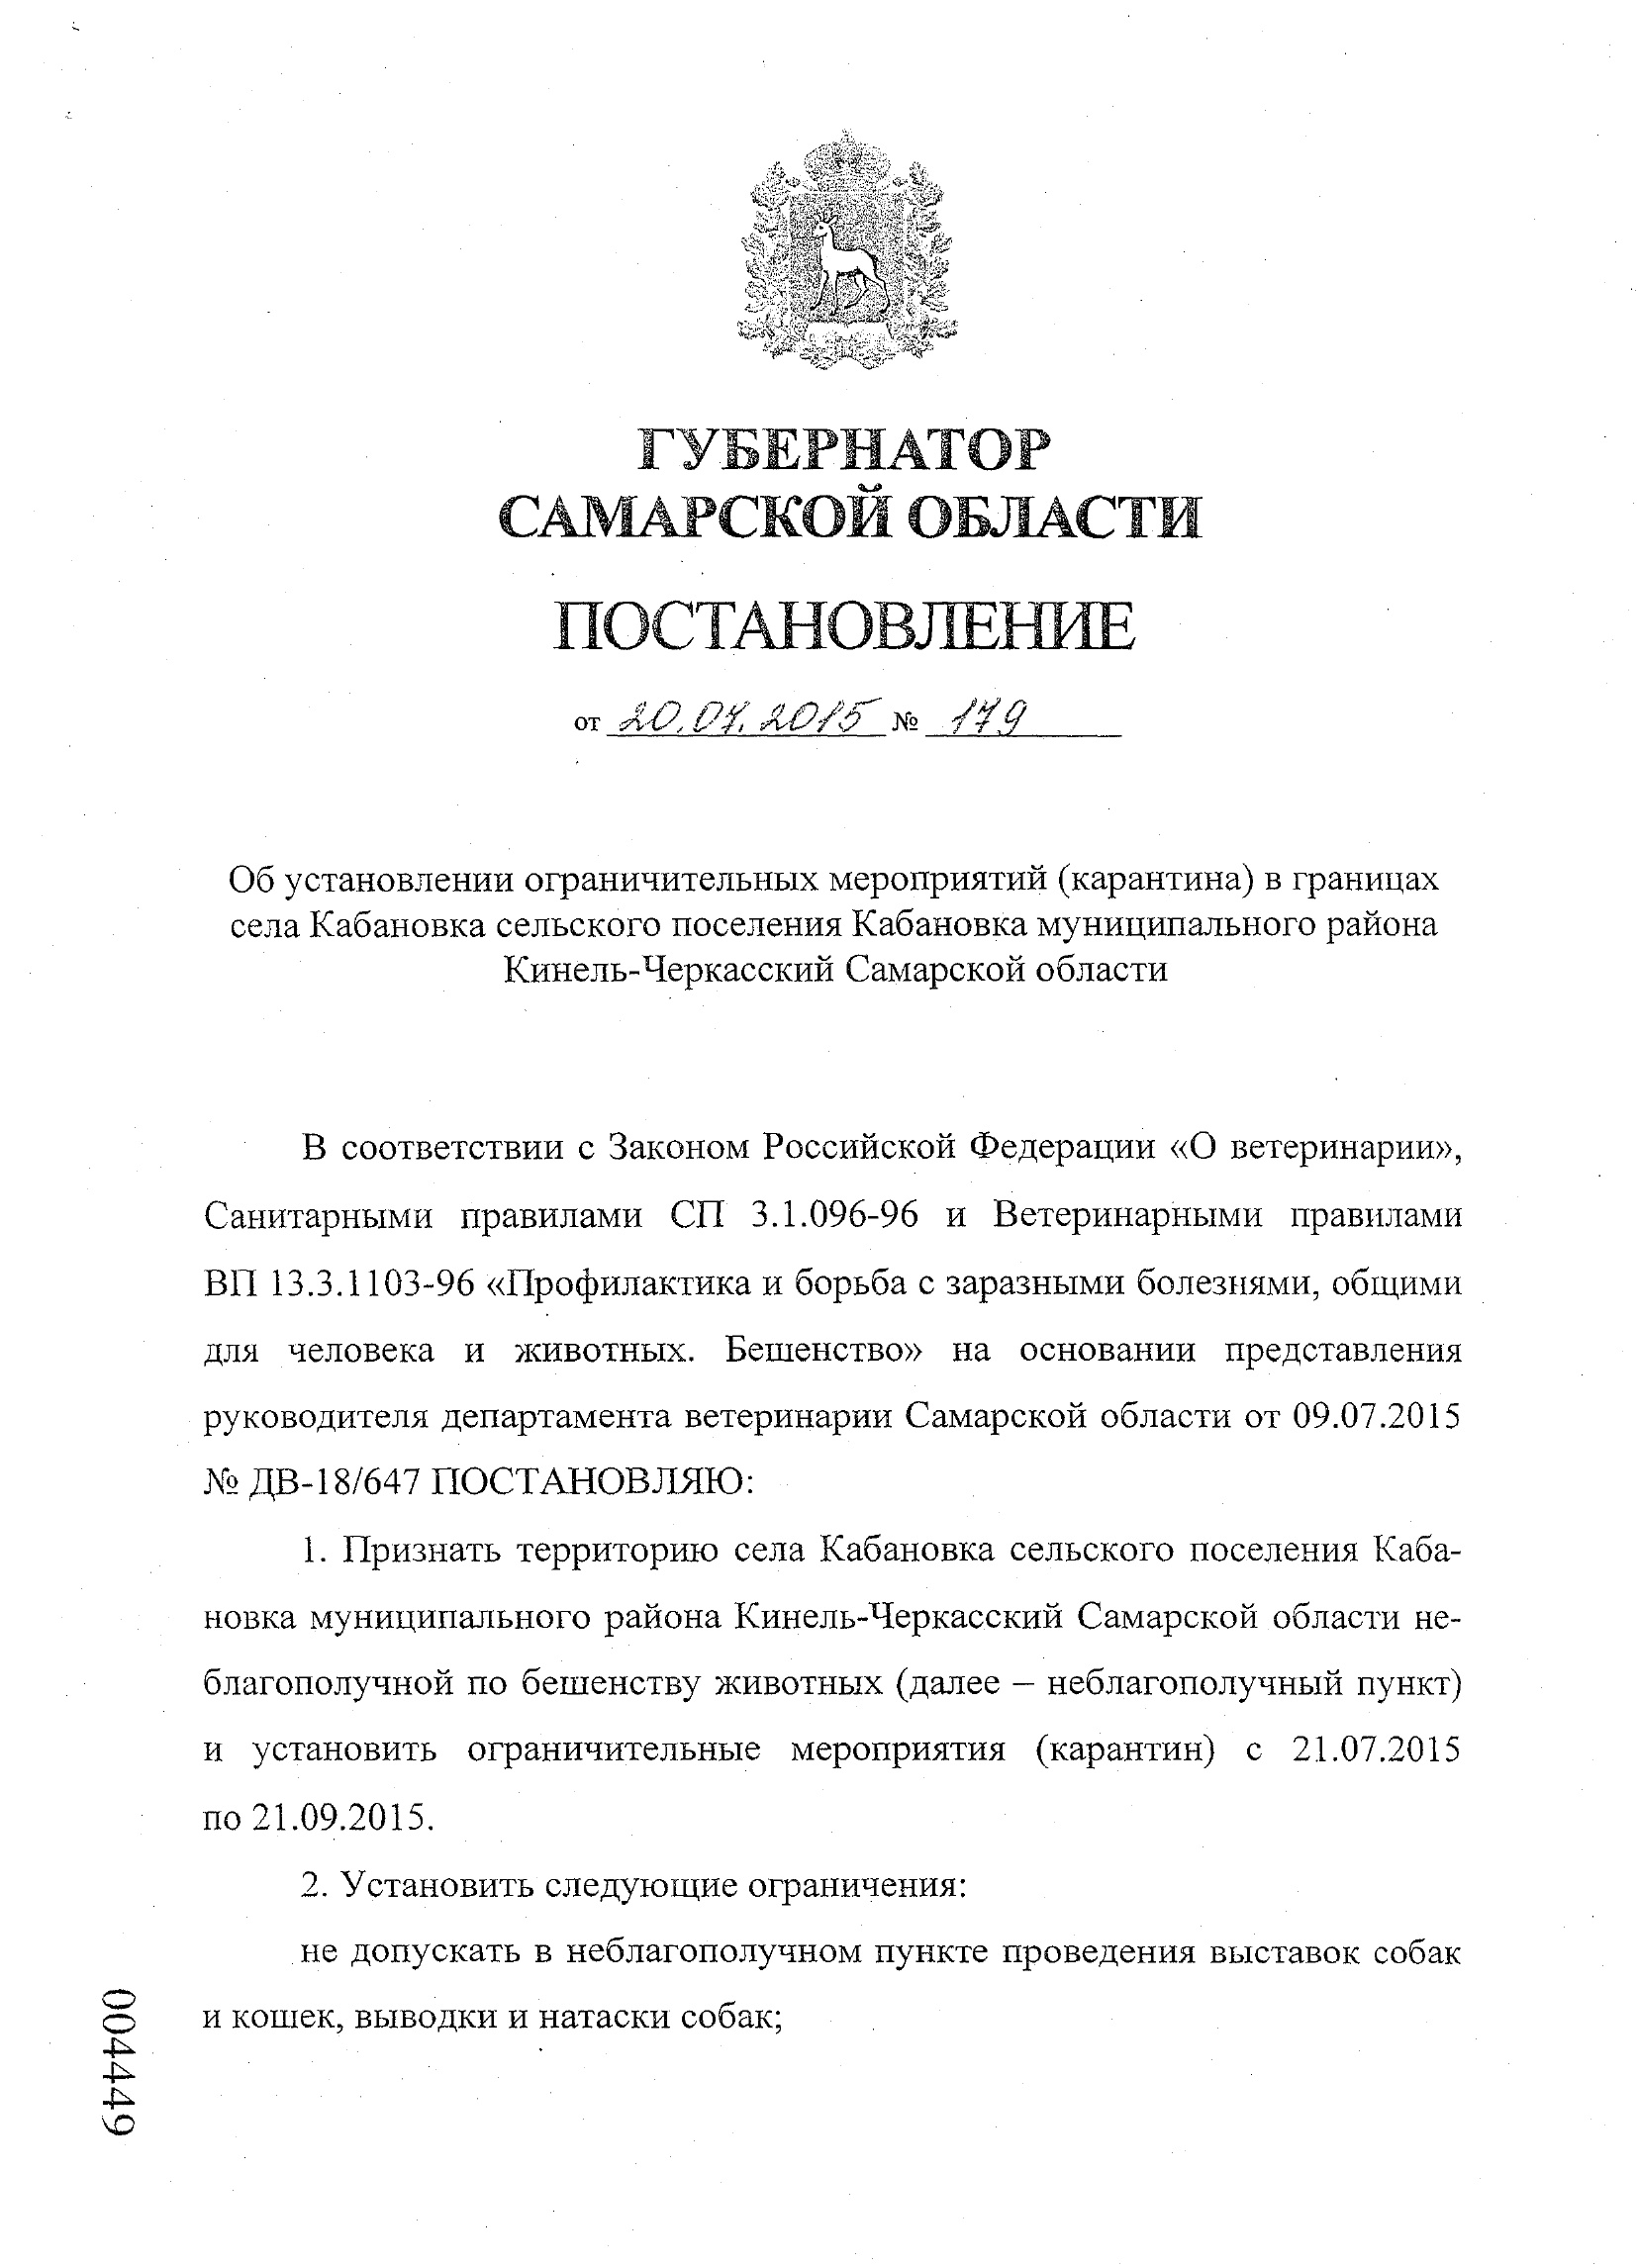 ГУБЕРНАТОР
САМАРСКОЙ ОБЛАСТИ
ПОСТАНОВЛЕНИЕ
от 20.07.2015 № 179
Об установлении ограничительных мероприятий (карантина) в границах
села Кабановка сельского поселения Кабановка муниципального района
Кинель-Черкасский Самарской области
В соответствии с Законом Российской Федерации «О ветеринарии»,
Санитарными правилами СП 3.1.096-96 и Ветеринарными правилами
ВП 13.3.1103-96 «Профилактика и борьба с заразными болезнями, общими
для человека и животных. Бешенство» на основании представления
руководителя департамента ветеринарии Самарской области от 09.07.2015
№ ДВ-18/647 ПОСТАНОВЛЯЮ:
1. Признать территорию села Кабановка сельского поселения Каба-
новка муниципального района Кинель-Черкасский Самарской области не-
благополучной по бешенству животных (далее – неблагополучный пункт)
и установить ограничительные мероприятия (карантин) с 21.07.2015
по 21.09.2015.
2. Установить следующие ограничения:
не допускать в неблагополучном пункте проведения выставок собак
и кошек, выводки и натаски собак;
004449